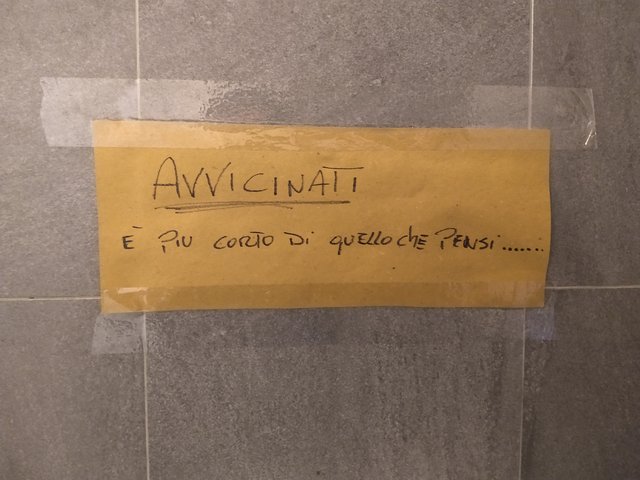 AVVICINATI
È PIU CORTO DI QUELLO CHE PENSI.......